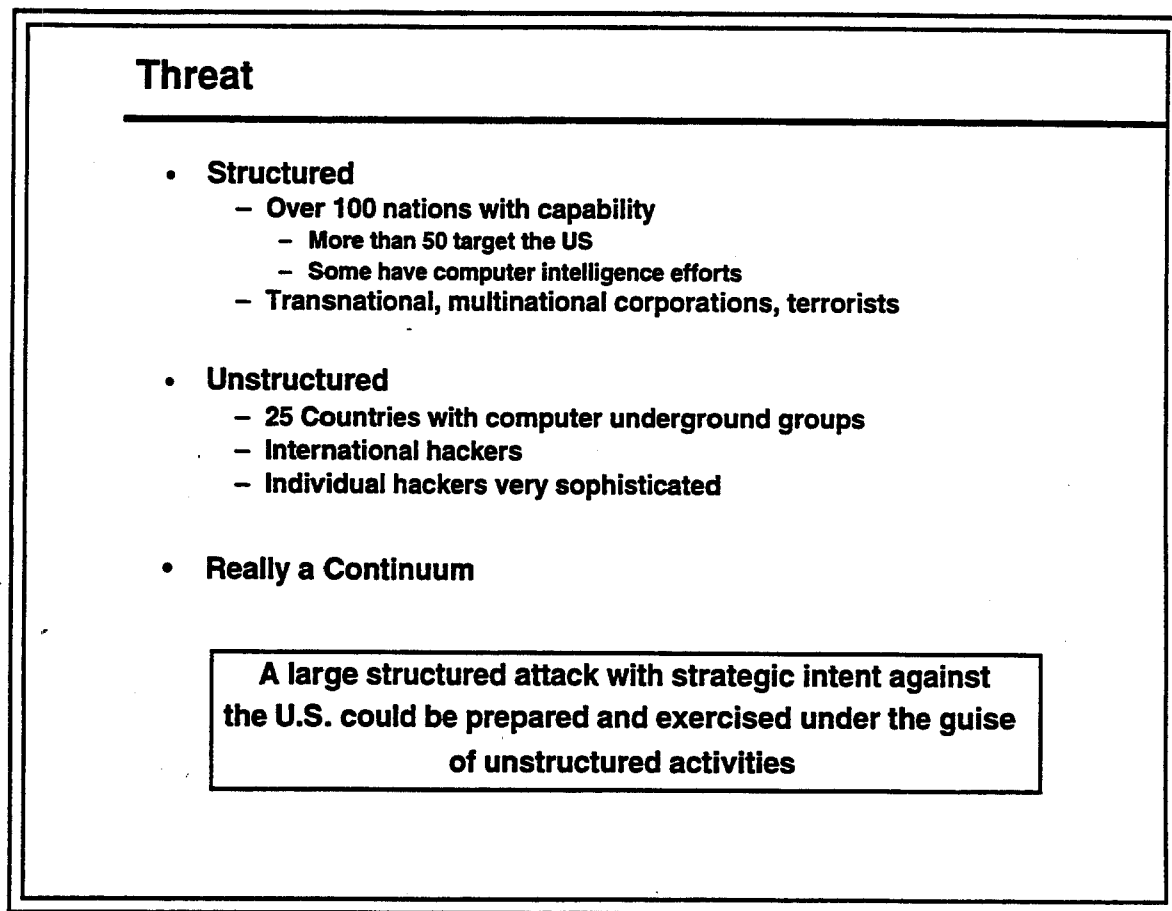 Threat
• Structured
– Over 100 nations with capability
– More than 50 target the US
– Some have computer intelligence efforts
– Transnational, multinational corporations, terrorists
• Unstructured
– 25 Countries with computer underground groups
– International hackers
– Individual hackers very sophisticated
• Really a Continuum
A large structured attack with strategic intent against
the U.S. could be prepared and exercised under the guise
of unstructured activities